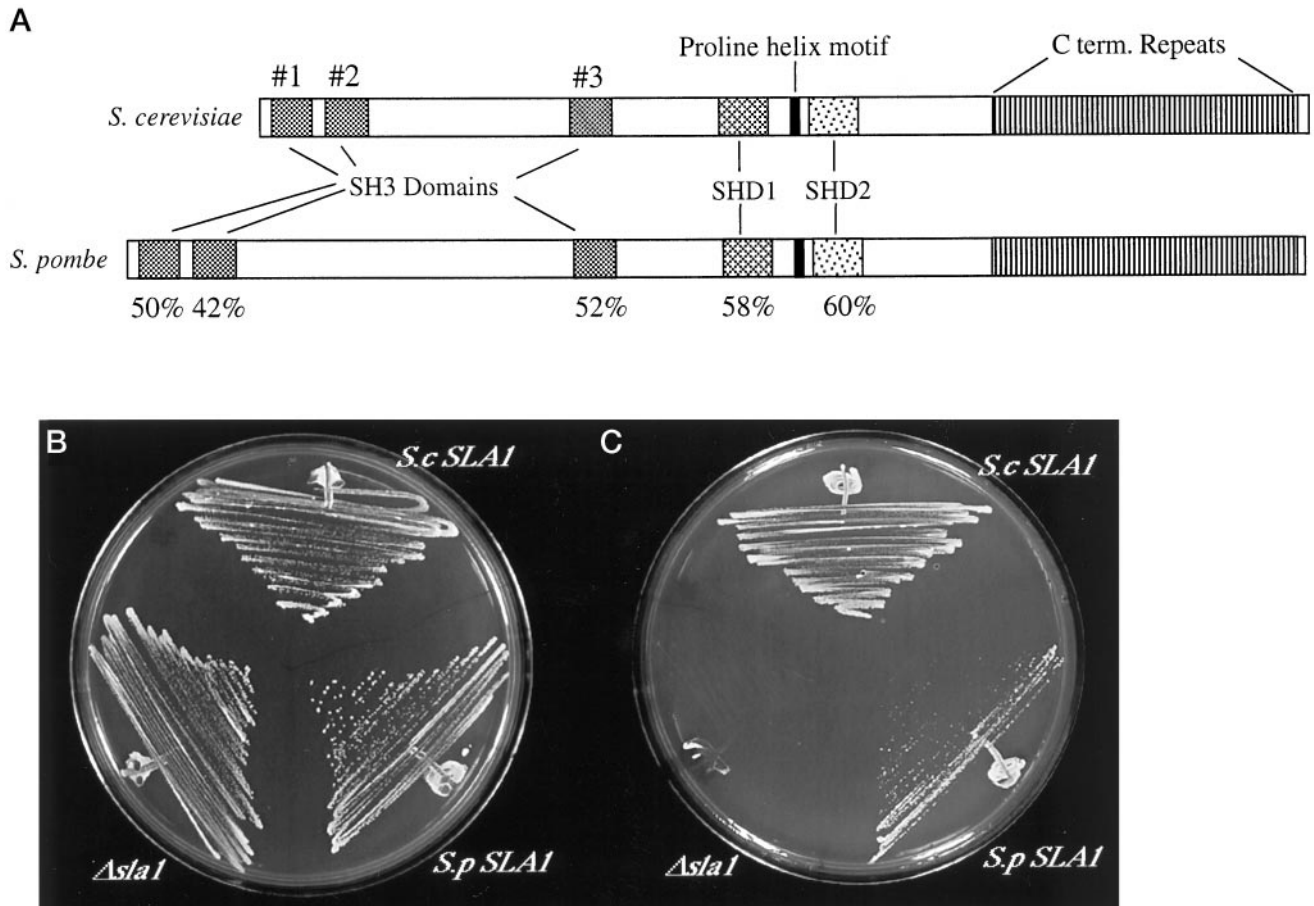 A
Proline helix motif
C term. Repeats
#1 #2 #3
S. cerevisiae
SH3 Domains
SHD1
SHD2
S. pombe
50% 42% 52% 58% 60%
B
S.c SLA1
Δsla1
S.p SLA1
C
S.c SLA1
Δsla1
S.p SLA1